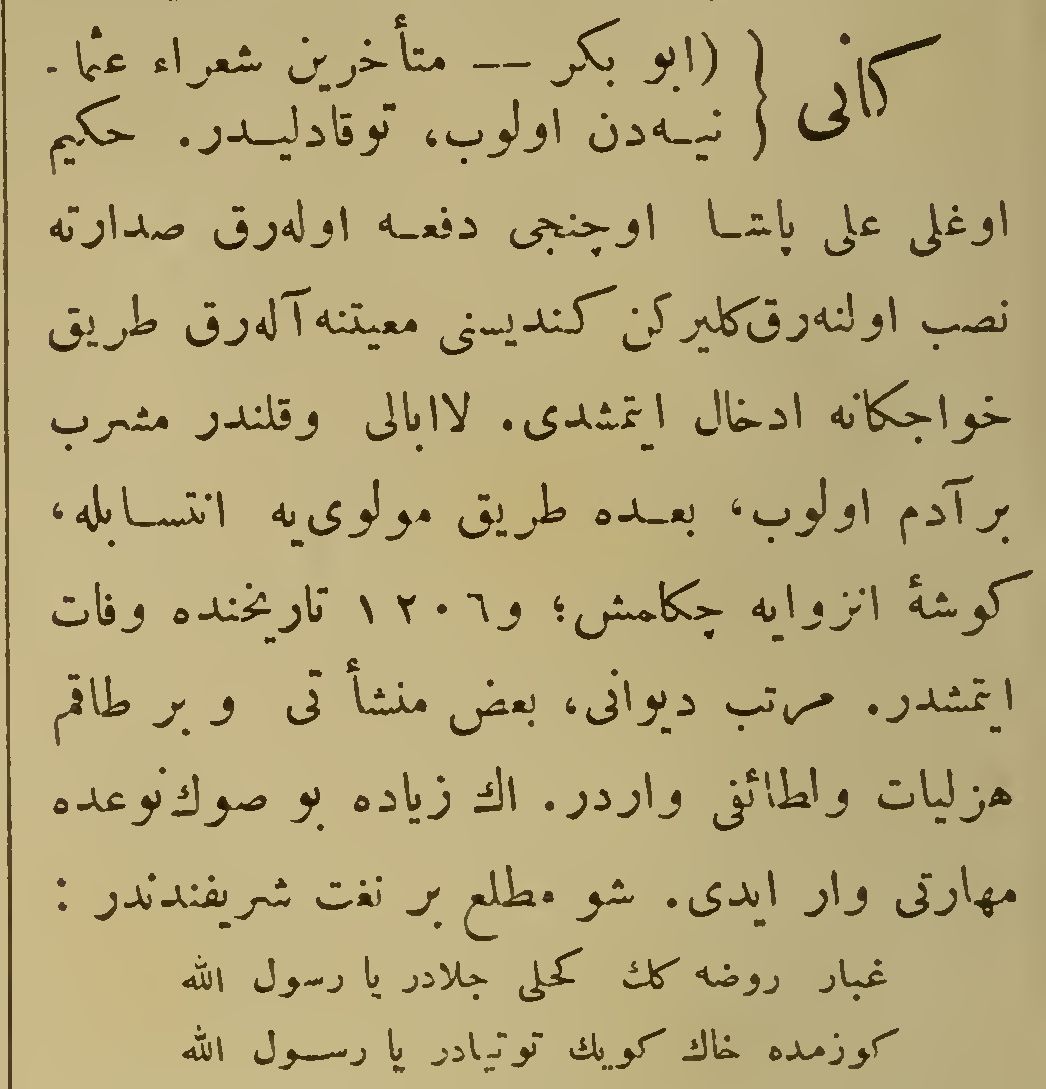 كانى { (ابو بكر — متأخرين شعراء عثما-
نيه‌دن اولوب، توقادليدر. حكيم
اوغلى على پاشا اوچنجى دفعه اوله‌رق صدارته
نصب اولنه‌رق كليركن كنديسنى معيتنه آله‌رق طريق
خواجكانه ادخال ايتمشدى. لاابالى وقلندر مشرب
برآدم اولوب، بعده طريق مولوى‌يه انتسابله،
كوشۀ انزوايه چكلمش؛ و١٢٠٦ تاريخنده وفات
ايتمشدر. مرتب ديوانى، بعض منشأتى و بر طاقم
هزليات ولطائفى واردر. اك زياده بو صوك نوعده
مهارتى وار ايدى. شو مطلع بر نغت شريفندندر :
غبار روضه كك كحلى جلادر يا رسول الله
كوزمده خاك كويك توتيادر يا رسول الله